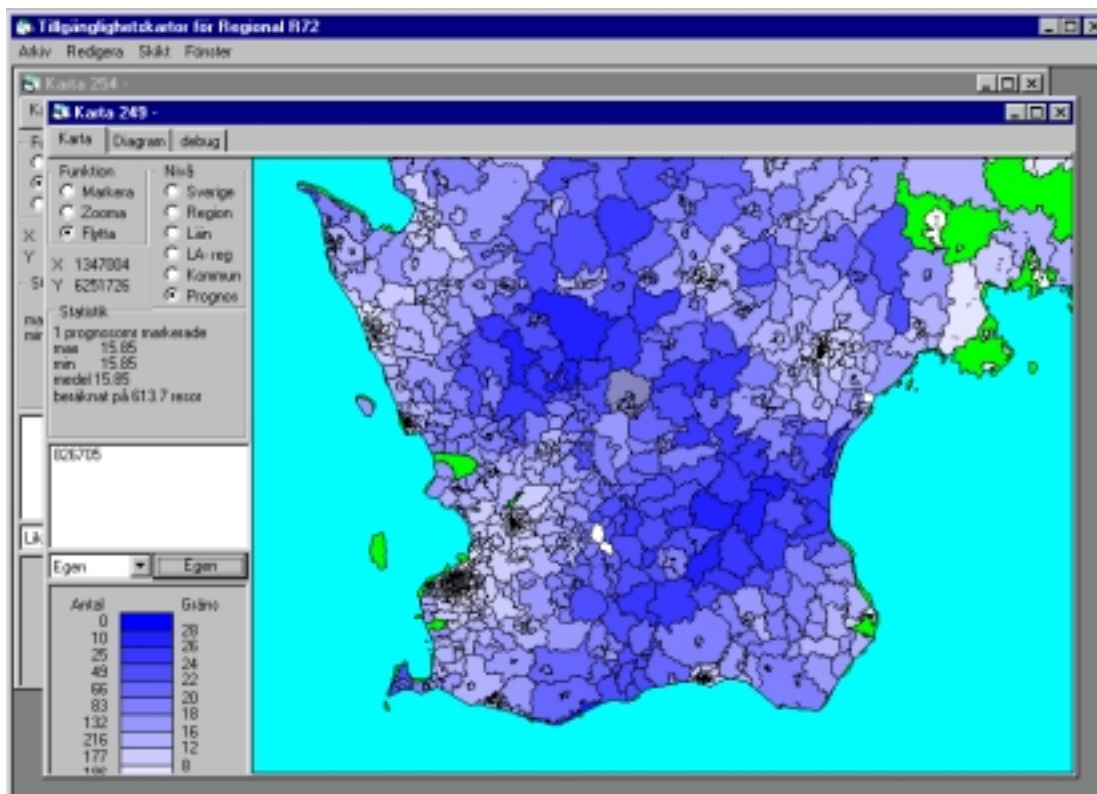 Tillgänglighetskartor för Regional R72
Arkiv Redigera Skikt Fönster
Karta 254 -
Karta 249 -
Karta Diagram debug
Funktion
Markera
Zooma
Flytta
Nivå
Sverige
Region
Län
LA-reg
Kommun
Prognos
X 1347004
Y 6251726
Statistik
1 prognosomr markerade
max 15.85
min 15.85
medel 15.85
beräknat på 613.7 resor
826705
Egen Egen
Antal Gräns
0
10
25
49
66
83
132
216
177
28
26
24
22
20
18
16
12
8
X
Y